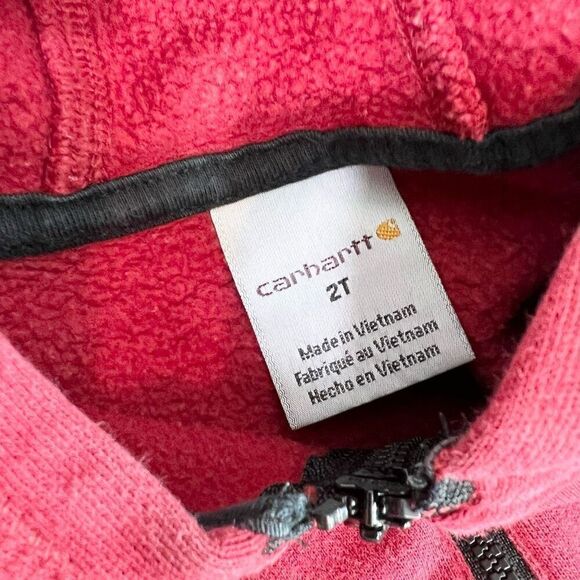 carhartt
2T
Made in Vietnam
Fabriqué au Vietnam
Hecho en Vietnam